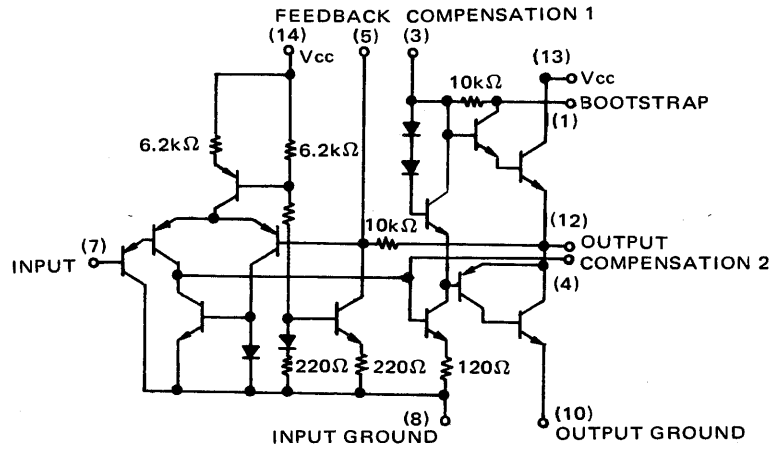 FEEDBACK COMPENSATION 1
(14) (5) (3)
Vcc
(13)
Vcc
10kΩ
BOOTSTRAP
(1)
6.2kΩ
6.2kΩ
(7)
INPUT
10kΩ
(12)
OUTPUT
COMPENSATION 2
(4)
220Ω
220Ω
120Ω
(8)
INPUT GROUND
(10)
OUTPUT GROUND